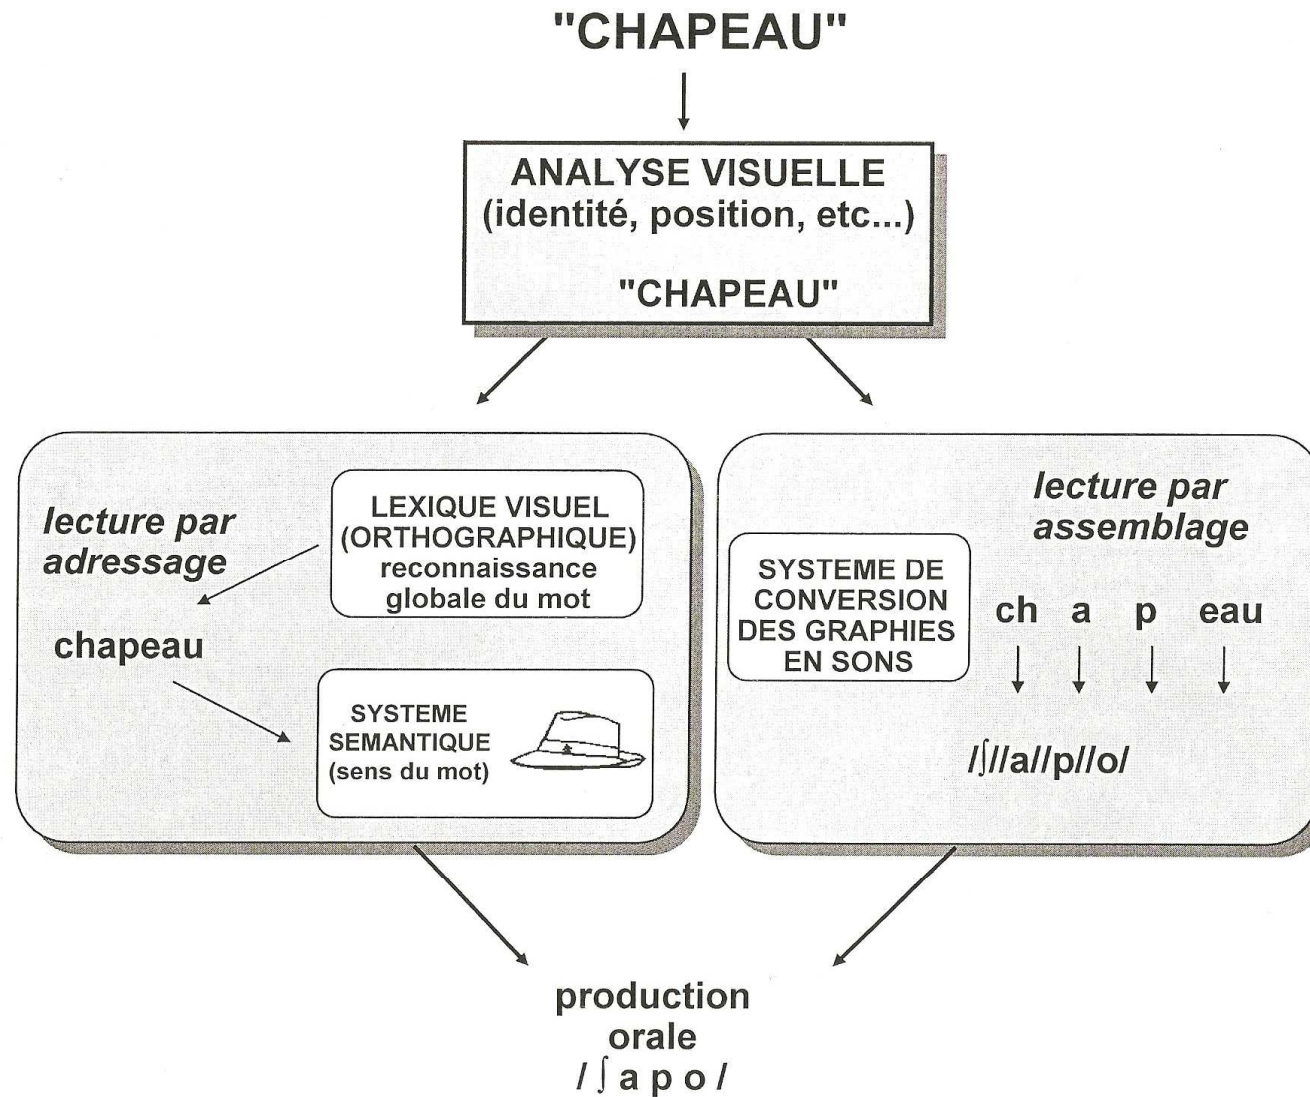 "CHAPEAU"
ANALYSE VISUELLE
(identité, position, etc...)
"CHAPEAU"
lecture par
adressage
LEXIQUE VISUEL
(ORTHOGRAPHIQUE)
reconnaissance
globale du mot
chapeau
SYSTEME
SEMANTIQUE
(sens du mot)
lecture par
assemblage
SYSTEME DE
CONVERSION
DES GRAPHIES
EN SONS
ch a p eau
/ʃ//a//p//o/
production
orale
/ ʃ a p o /